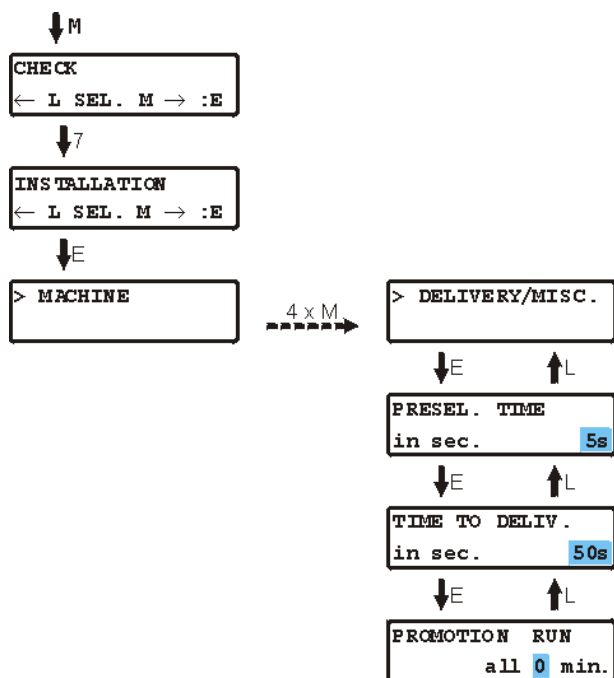 M
CHECK
← L SEL. M → :E
7
INSTALLATION
← L SEL. M → :E
E
> MACHINE
4 x M
> DELIVERY/MISC.
E L
PRESEL. TIME
in sec. 5s
E L
TIME TO DELIV.
in sec. 50s
E L
PROMOTION RUN
all 0 min.